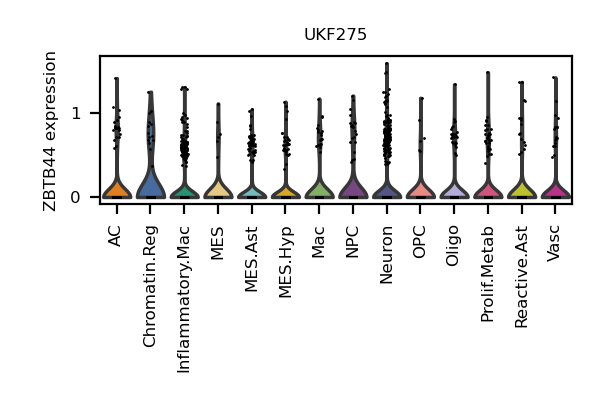 UKF275
ZBTB44 expression
1
0
AC
Chromatin.Reg
Inflammatory.Mac
MES
MES.Ast
MES.Hyp
Mac
NPC
Neuron
OPC
Oligo
Prolif.Metab
Reactive.Ast
Vasc